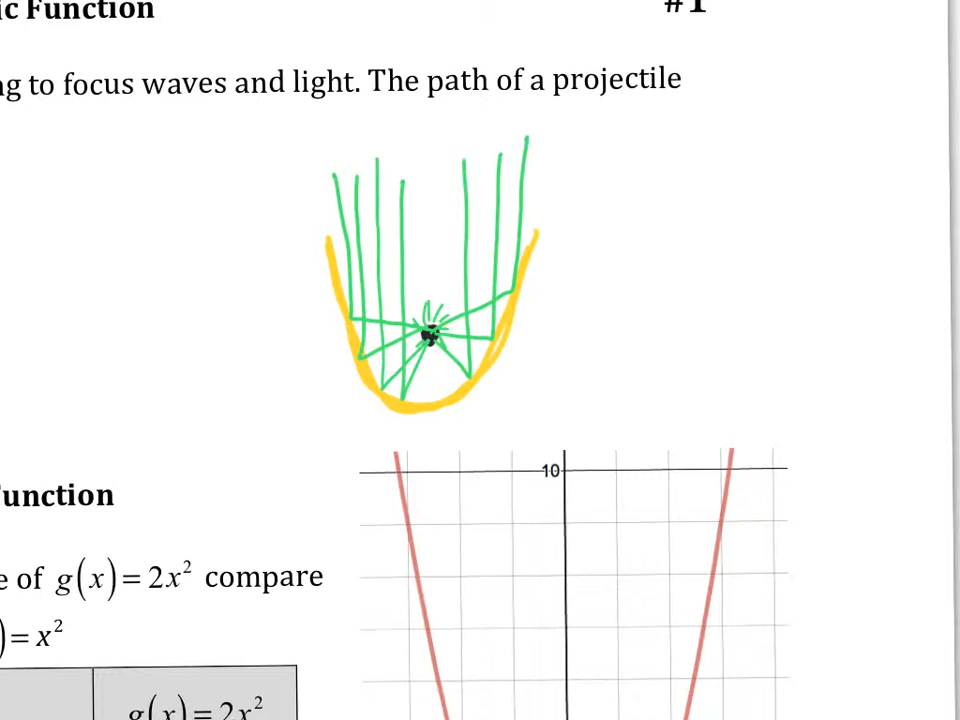 ic Function #1
ng to focus waves and light. The path of a projectile
10
Function
e of g(x) = 2x² compare
) = x²
g(x) = 2x²